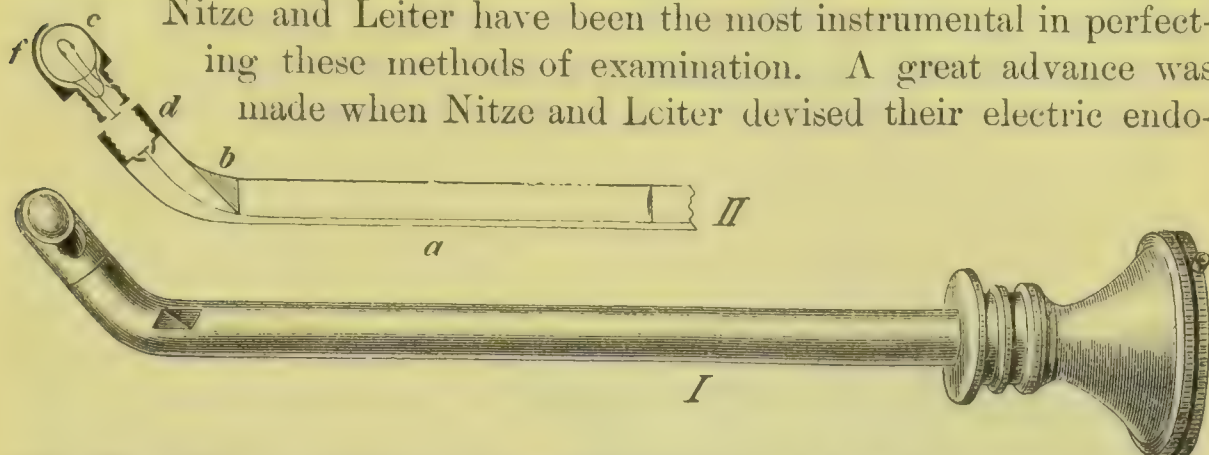 Nitze and Leiter have been the most instrumental in perfect-
ing these methods of examination. A great advance was
made when Nitze and Leiter devised their electric endo-
c
f
d
b
II
a
I